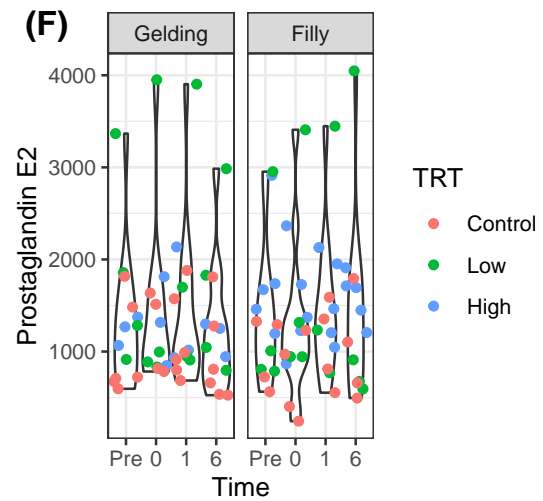 (F)
Gelding Filly
Prostaglandin E2
4000
3000
2000
1000
Pre 0 1 6 Pre 0 1 6
Time
TRT
Control
Low
High